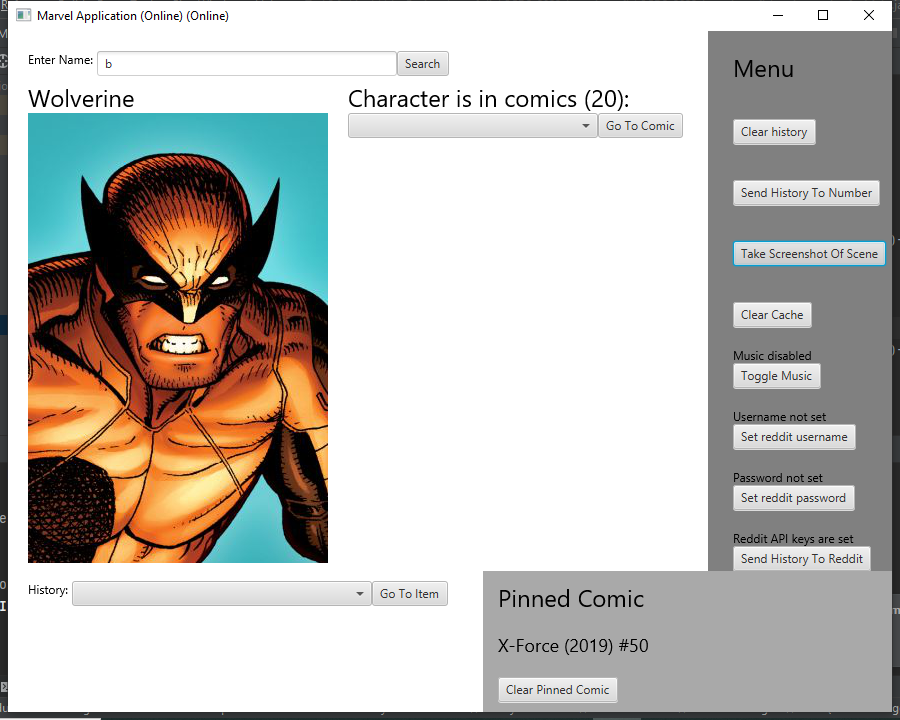 Marvel Application (Online) (Online)
Enter Name: b Search
Wolverine
Character is in comics (20):
Go To Comic
History: Go To Item
Menu
Clear history
Send History To Number
Take Screenshot Of Scene
Clear Cache
Music disabled
Toggle Music
Username not set
Set reddit username
Password not set
Set reddit password
Reddit API keys are set
Send History To Reddit
Pinned Comic
X-Force (2019) #50
Clear Pinned Comic